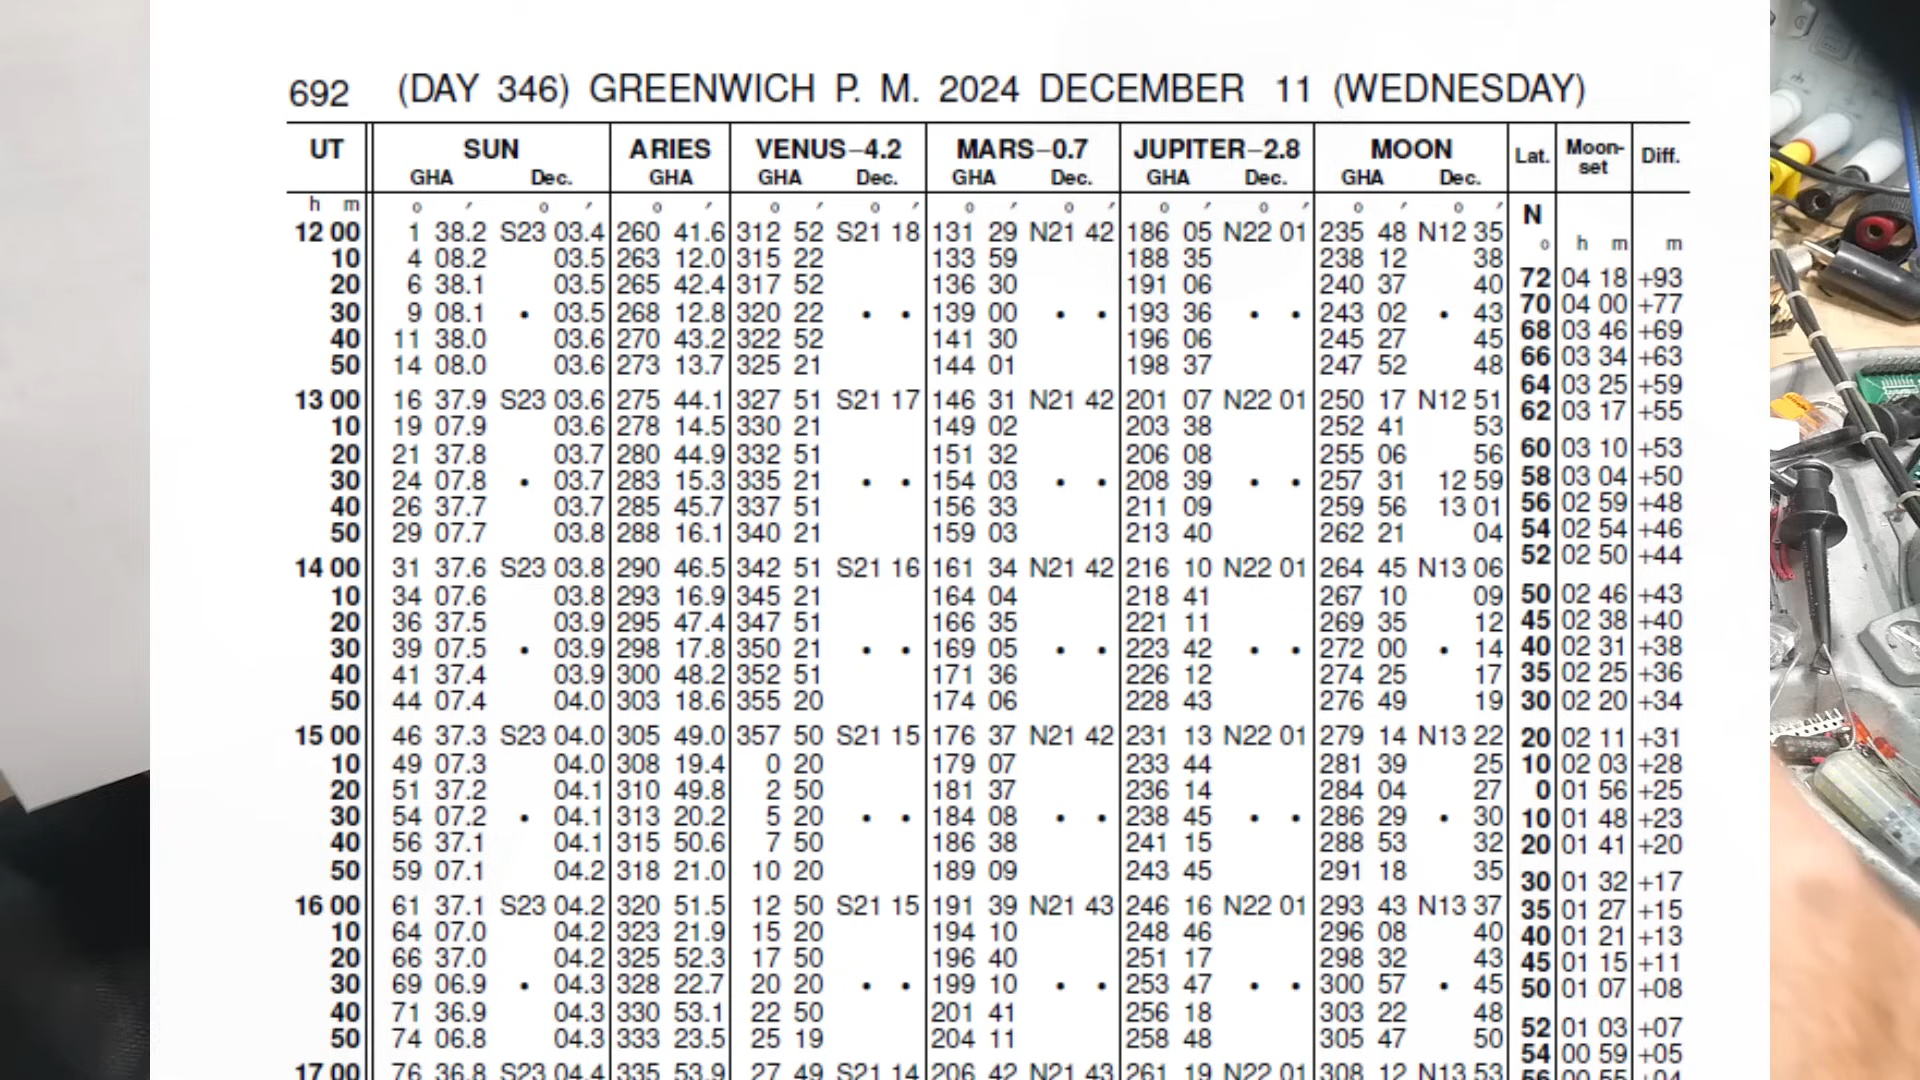 692 (DAY 346) GREENWICH P. M. 2024 DECEMBER 11 (WEDNESDAY)
UT SUN ARIES VENUS−4.2 MARS−0.7 JUPITER−2.8 MOON Lat. Moon-set Diff.
GHA Dec. GHA GHA Dec. GHA Dec. GHA Dec. GHA Dec.
h m o ′ o ′ o ′ o ′ o ′ o ′ o ′ o ′ o ′ o ′ o ′ N
12 00 1 38.2 S23 03.4 260 41.6 312 52 S21 18 131 29 N21 42 186 05 N22 01 235 48 N12 35 o h m m
10 4 08.2 03.5 263 12.0 315 22 133 59 188 35 238 12 38
20 6 38.1 03.5 265 42.4 317 52 136 30 191 06 240 37 40 72 04 18 +93
30 9 08.1 • 03.5 268 12.8 320 22 • • 139 00 • • 193 36 • • 243 02 • 43 70 04 00 +77
40 11 38.0 03.6 270 43.2 322 52 141 30 196 06 245 27 45 68 03 46 +69
50 14 08.0 03.6 273 13.7 325 21 144 01 198 37 247 52 48 66 03 34 +63
64 03 25 +59
13 00 16 37.9 S23 03.6 275 44.1 327 51 S21 17 146 31 N21 42 201 07 N22 01 250 17 N12 51 62 03 17 +55
10 19 07.9 03.6 278 14.5 330 21 149 02 203 38 252 41 53
20 21 37.8 03.7 280 44.9 332 51 151 32 206 08 255 06 56 60 03 10 +53
30 24 07.8 • 03.7 283 15.3 335 21 • • 154 03 • • 208 39 • • 257 31 12 59 58 03 04 +50
40 26 37.7 03.7 285 45.7 337 51 156 33 211 09 259 56 13 01 56 02 59 +48
50 29 07.7 03.8 288 16.1 340 21 159 03 213 40 262 21 04 54 02 54 +46
52 02 50 +44
14 00 31 37.6 S23 03.8 290 46.5 342 51 S21 16 161 34 N21 42 216 10 N22 01 264 45 N13 06
10 34 07.6 03.8 293 16.9 345 21 164 04 218 41 267 10 09 50 02 46 +43
20 36 37.5 03.9 295 47.4 347 51 166 35 221 11 269 35 12 45 02 38 +40
30 39 07.5 • 03.9 298 17.8 350 21 • • 169 05 • • 223 42 • • 272 00 • 14 40 02 31 +38
40 41 37.4 03.9 300 48.2 352 51 171 36 226 12 274 25 17 35 02 25 +36
50 44 07.4 04.0 303 18.6 355 20 174 06 228 43 276 49 19 30 02 20 +34
15 00 46 37.3 S23 04.0 305 49.0 357 50 S21 15 176 37 N21 42 231 13 N22 01 279 14 N13 22 20 02 11 +31
10 49 07.3 04.0 308 19.4 0 20 179 07 233 44 281 39 25 10 02 03 +28
20 51 37.2 04.1 310 49.8 2 50 181 37 236 14 284 04 27 0 01 56 +25
30 54 07.2 • 04.1 313 20.2 5 20 • • 184 08 • • 238 45 • • 286 29 • 30 10 01 48 +23
40 56 37.1 04.1 315 50.6 7 50 186 38 241 15 288 53 32 20 01 41 +20
50 59 07.1 04.2 318 21.0 10 20 189 09 243 45 291 18 35 30 01 32 +17
16 00 61 37.1 S23 04.2 320 51.5 12 50 S21 15 191 39 N21 43 246 16 N22 01 293 43 N13 37 35 01 27 +15
10 64 07.0 04.2 323 21.9 15 20 194 10 248 46 296 08 40 40 01 21 +13
20 66 37.0 04.2 325 52.3 17 50 196 40 251 17 298 32 43 45 01 15 +11
30 69 06.9 • 04.3 328 22.7 20 20 • • 199 10 • • 253 47 • • 300 57 • 45 50 01 07 +08
40 71 36.9 04.3 330 53.1 22 50 201 41 256 18 303 22 48 52 01 03 +07
50 74 06.8 04.3 333 23.5 25 19 204 11 258 48 305 47 50 54 00 59 +05
17 00 76 36.8 S23 04.4 335 53.9 27 49 S21 14 206 42 N21 43 261 19 N22 01 308 12 N13 53 56 00 55 +04